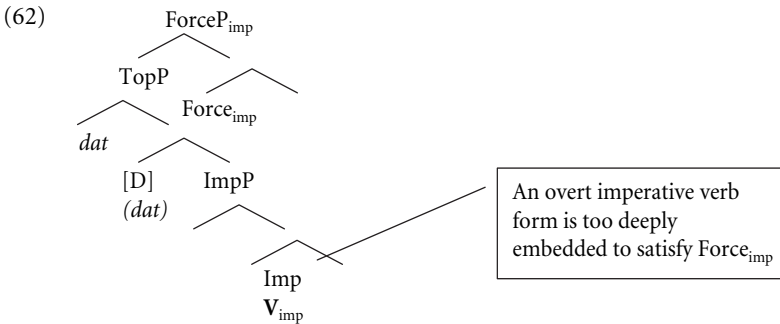 (62)
ForceP_imp
TopP
Force_imp
dat
[D] ImpP
(dat)
An overt imperative verb
form is too deeply
embedded to satisfy Force_imp
Imp
V_imp